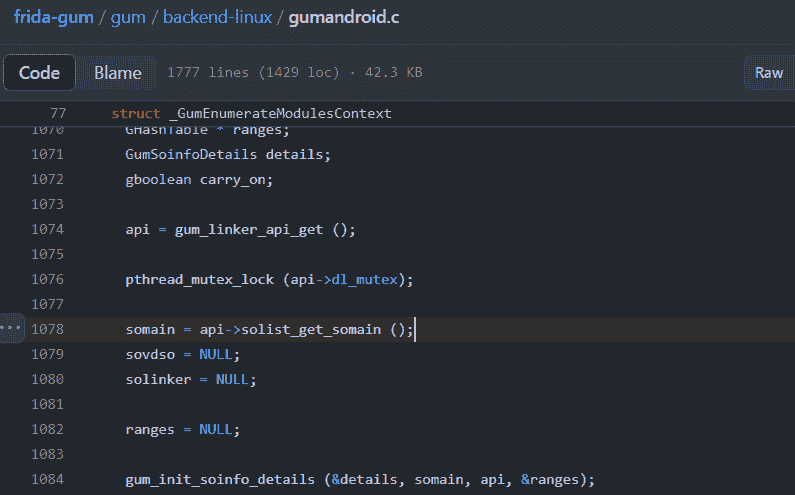 frida-gum / gum / backend-linux / gumandroid.c
Code Blame 1777 lines (1429 loc) · 42.3 KB Raw
77 struct _GumEnumerateModulesContext
1070 GHashTable * ranges;
1071 GumSoinfoDetails details;
1072 gboolean carry_on;
1073
1074 api = gum_linker_api_get ();
1075
1076 pthread_mutex_lock (api->dl_mutex);
1077
1078 somain = api->solist_get_somain ();
1079 sovdso = NULL;
1080 solinker = NULL;
1081
1082 ranges = NULL;
1083
1084 gum_init_soinfo_details (&details, somain, api, &ranges);